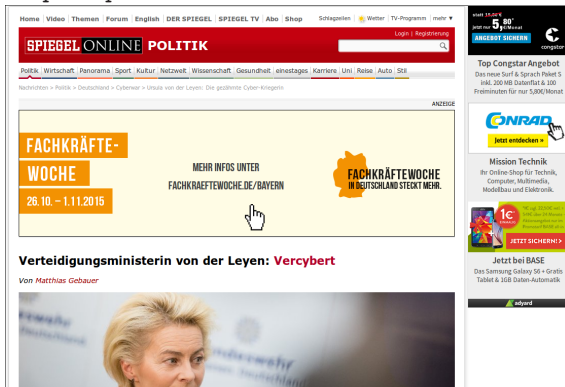 Home Video Themen Forum English DER SPIEGEL SPIEGEL TV Abo Shop
Schlagzeilen Wetter TV-Programm mehr ▼
Login | Registrierung
SPIEGEL ONLINE POLITIK
Politik Wirtschaft Panorama Sport Kultur Netzwelt Wissenschaft Gesundheit einestages Karriere Uni Reise Auto Stil
Nachrichten > Politik > Deutschland > Cyberwar > Ursula von der Leyen: Die gezähmte Cyber-Kriegerin
ANZEIGE
FACHKRÄFTE-
WOCHE
26.10. – 1.11.2015
MEHR INFOS UNTER
FACHKRAEFTEWOCHE.DE/BAYERN
FACHKRÄFTEWOCHE
IN DEUTSCHLAND STECKT MEHR.
Verteidigungsministerin von der Leyen: Vercybert
Von Matthias Gebauer
jetzt nur 5,80 €/Monat
ANGEBOT SICHERN
congstar
Top Congstar Angebot
Das neue Surf & Sprach Paket S
inkl. 200 MB Datenflat & 100
Freiminuten für nur 5,80€/Monat
CONRAD
Jetzt entdecken »
Mission Technik
Ihr Online-Shop für Technik,
Computer, Multimedia,
Modellbau und Elektronik.
1€
JETZT SICHERN! >
Jetzt bei BASE
Das Samsung Galaxy S6 + Gratis
Tablet & 1GB Daten-Automatik
adyard